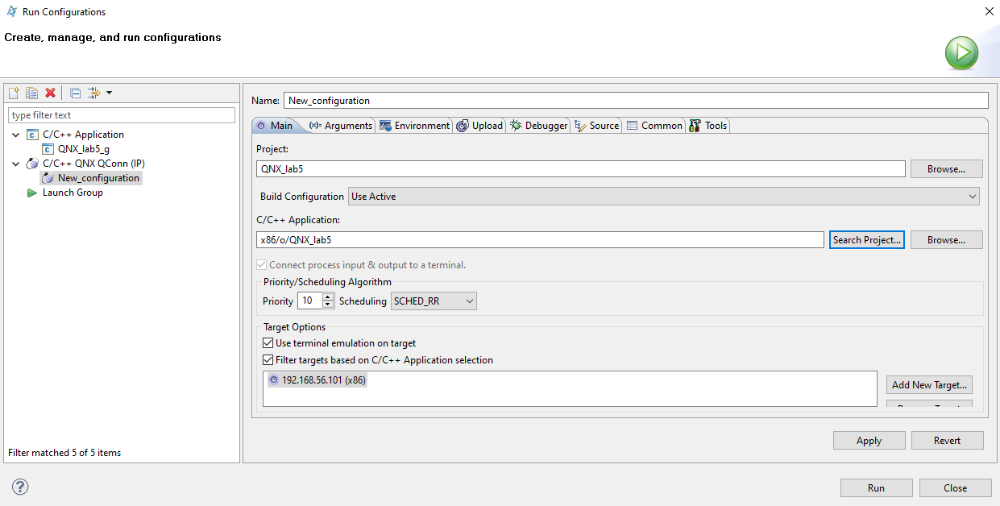 Run Configurations
Create, manage, and run configurations
type filter text
C/C++ Application
QNX_lab5_g
C/C++ QNX QConn (IP)
New_configuration
Launch Group
Filter matched 5 of 5 items
Name: New_configuration
Main (x)= Arguments Environment Upload Debugger Source Common Tools
Project:
QNX_lab5 Browse...
Build Configuration Use Active
C/C++ Application:
x86/o/QNX_lab5 Search Project... Browse...
Connect process input & output to a terminal.
Priority/Scheduling Algorithm
Priority 10 Scheduling SCHED_RR
Target Options
Use terminal emulation on target
Filter targets based on C/C++ Application selection
192.168.56.101 (x86)
Add New Target...
Apply Revert
Run Close